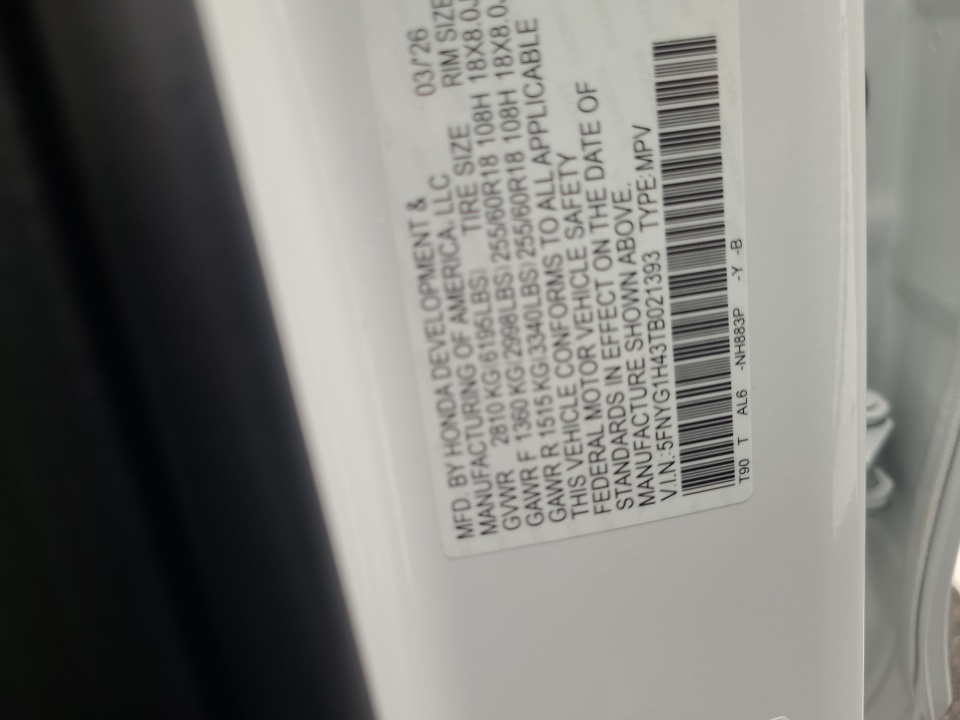 MFD. BY HONDA DEVELOPMENT & 03/'26
MANUFACTURING OF AMERICA, LLC
GVWR 2810 KG(6195LBS) TIRE SIZE RIM SIZE
GAWR F 1360 KG(2998LBS) 255/60R18 108H 18X8.0J
GAWR R 1515 KG(3340LBS) 255/60R18 108H 18X8.0J
THIS VEHICLE CONFORMS TO ALL APPLICABLE
FEDERAL MOTOR VEHICLE SAFETY
STANDARDS IN EFFECT ON THE DATE OF
MANUFACTURE SHOWN ABOVE.
V.I.N.:5FNYG1H43TB021393 TYPE:MPV
T90 T AL6 -NH883P -Y -B